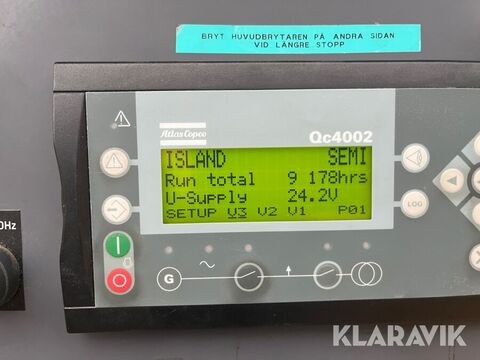 BRYT HUVUDBRYTAREN PÅ ANDRA SIDAN
VID LÄNGRE STOPP
Atlas Copco
Qc4002
ISLAND SEMI
Run total 9 178hrs
U-Supply 24.2V
SETUP V3 V2 V1 P01
LOG
0Hz
G
KLARAVIK